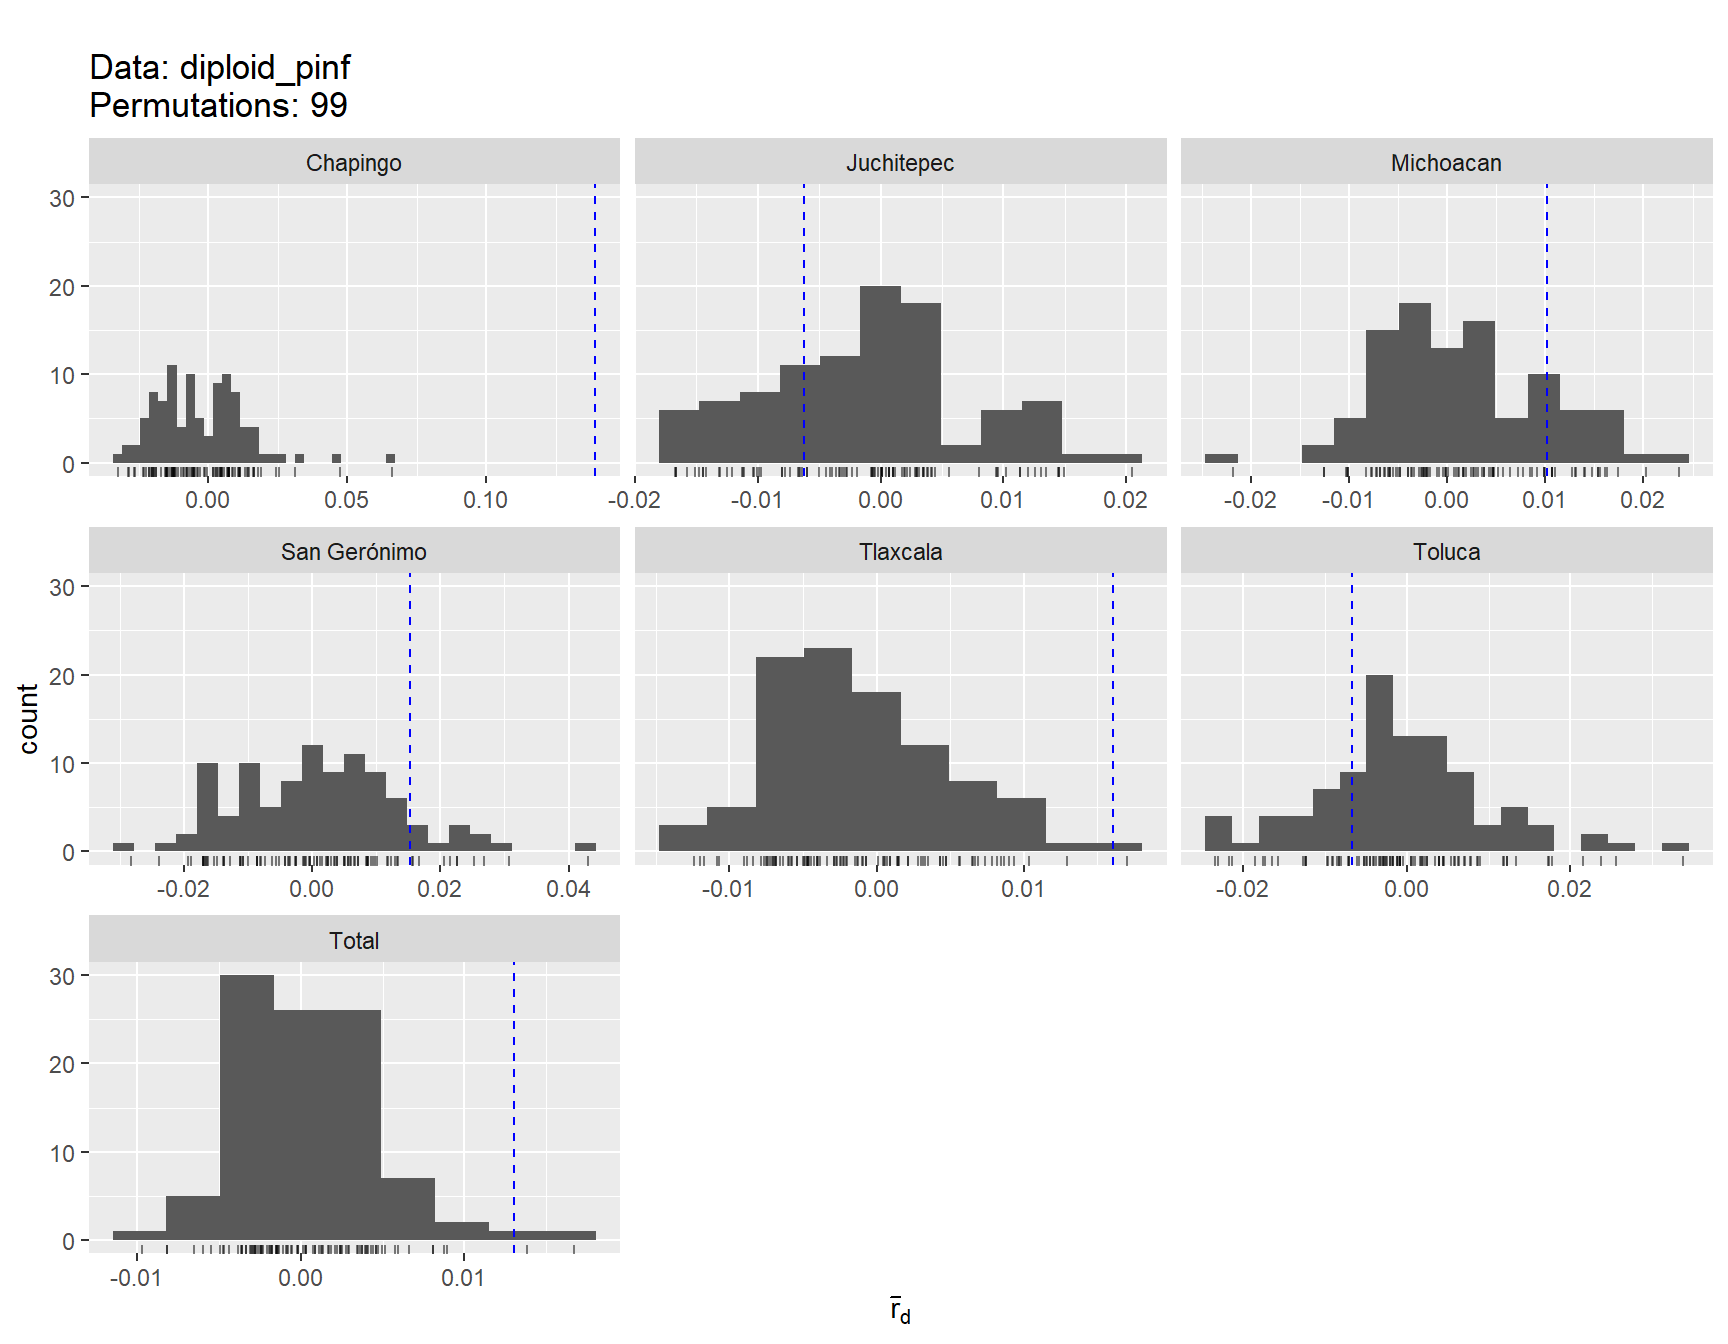 Data: diploid_pinf
Permutations: 99
Chapingo Juchitepec Michoacan
30
20
10
0
0.00 0.05 0.10 -0.02 -0.01 0.00 0.01 0.02 -0.02 -0.01 0.00 0.01 0.02
San Gerónimo Tlaxcala Toluca
30
20
10
0
-0.02 0.00 0.02 0.04 -0.01 0.00 0.01 -0.02 0.00 0.02
count
Total
30
20
10
0
-0.01 0.00 0.01
r̄d